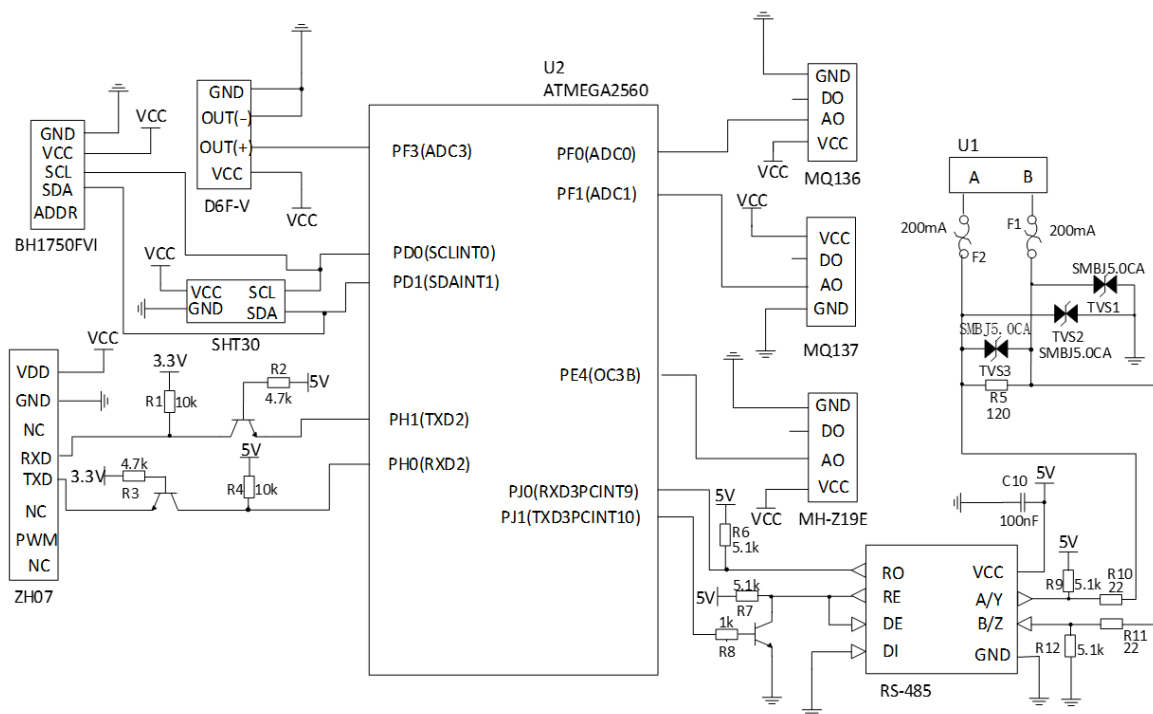 U2
ATMEGA2560
PF3(ADC3)
PD0(SCLINT0)
PD1(SDAINT1)
PH1(TXD2)
PH0(RXD2)
PF0(ADC0)
PF1(ADC1)
PE4(OC3B)
PJ0(RXD3PCINT9)
PJ1(TXD3PCINT10)
GND
VCC
SCL
SDA
ADDR
BH1750FVI
VCC
GND
OUT(-)
OUT(+)
VCC
D6F-V
VCC
VCC
VCC
GND
SCL
SDA
SHT30
VDD
GND
NC
RXD
TXD
NC
PWM
NC
ZH07
VCC
3.3V
R1
10k
R2
4.7k
5V
3.3V
4.7k
R3
5V
R4
10k
GND
DO
AO
VCC
MQ136
VCC
VCC
VCC
DO
AO
GND
MQ137
GND
DO
AO
VCC
MH-Z19E
VCC
5V
R6
5.1k
5V
5.1k
R7
1k
R8
RO
RE
DE
DI
VCC
A/Y
B/Z
GND
RS-485
C10
100nF
5V
5V
R9
5.1k
R10
22
R11
22
R12
5.1k
U1
A
B
200mA
F2
F1
200mA
SMBJ5.0CA
TVS1
TVS2
SMBJ5.0CA
SMBJ5.0CA
TVS3
R5
120